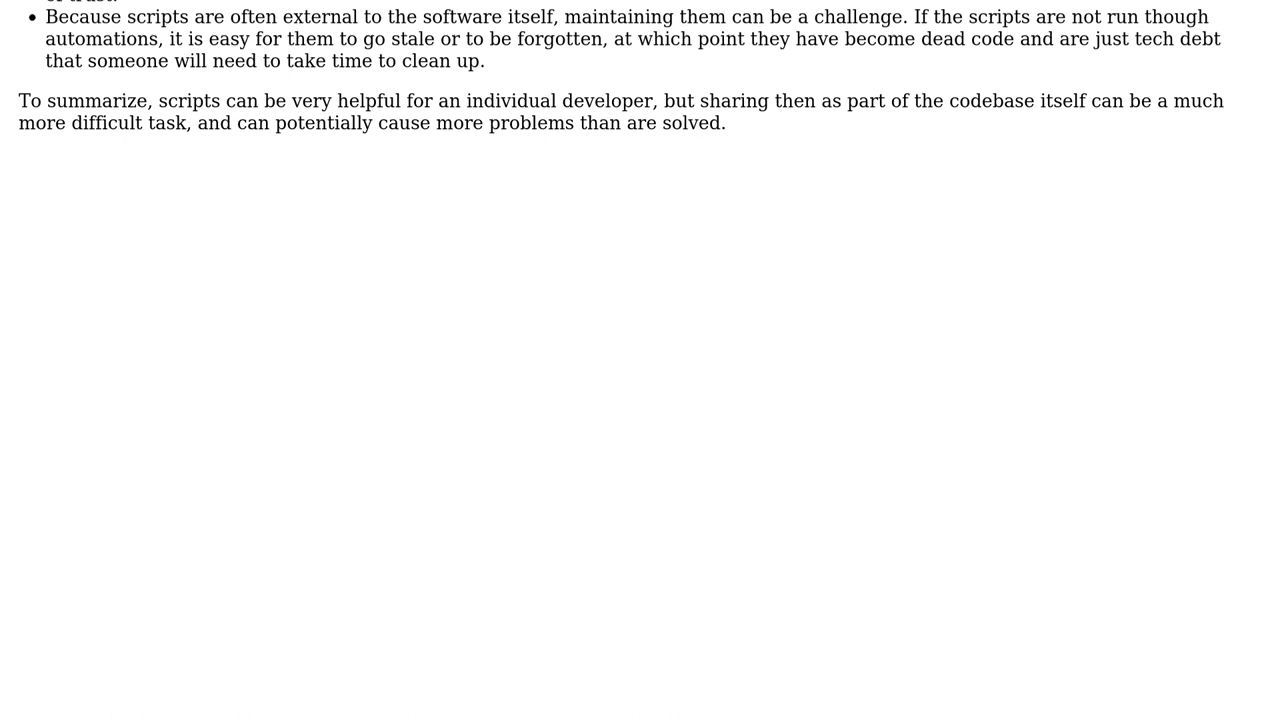 Because scripts are often external to the software itself, maintaining them can be a challenge. If the scripts are not run though
automations, it is easy for them to go stale or to be forgotten, at which point they have become dead code and are just tech debt
that someone will need to take time to clean up.
To summarize, scripts can be very helpful for an individual developer, but sharing then as part of the codebase itself can be a much
more difficult task, and can potentially cause more problems than are solved.